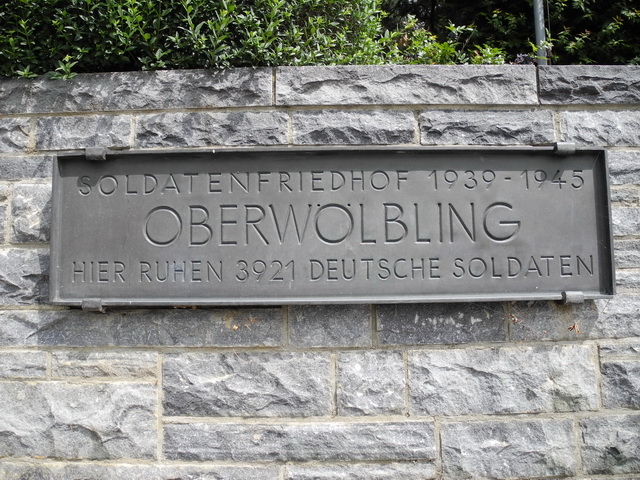 SOLDATENFRIEDHOF 1939-1945
OBERWÖLBLING
HIER RUHEN 3921 DEUTSCHE SOLDATEN